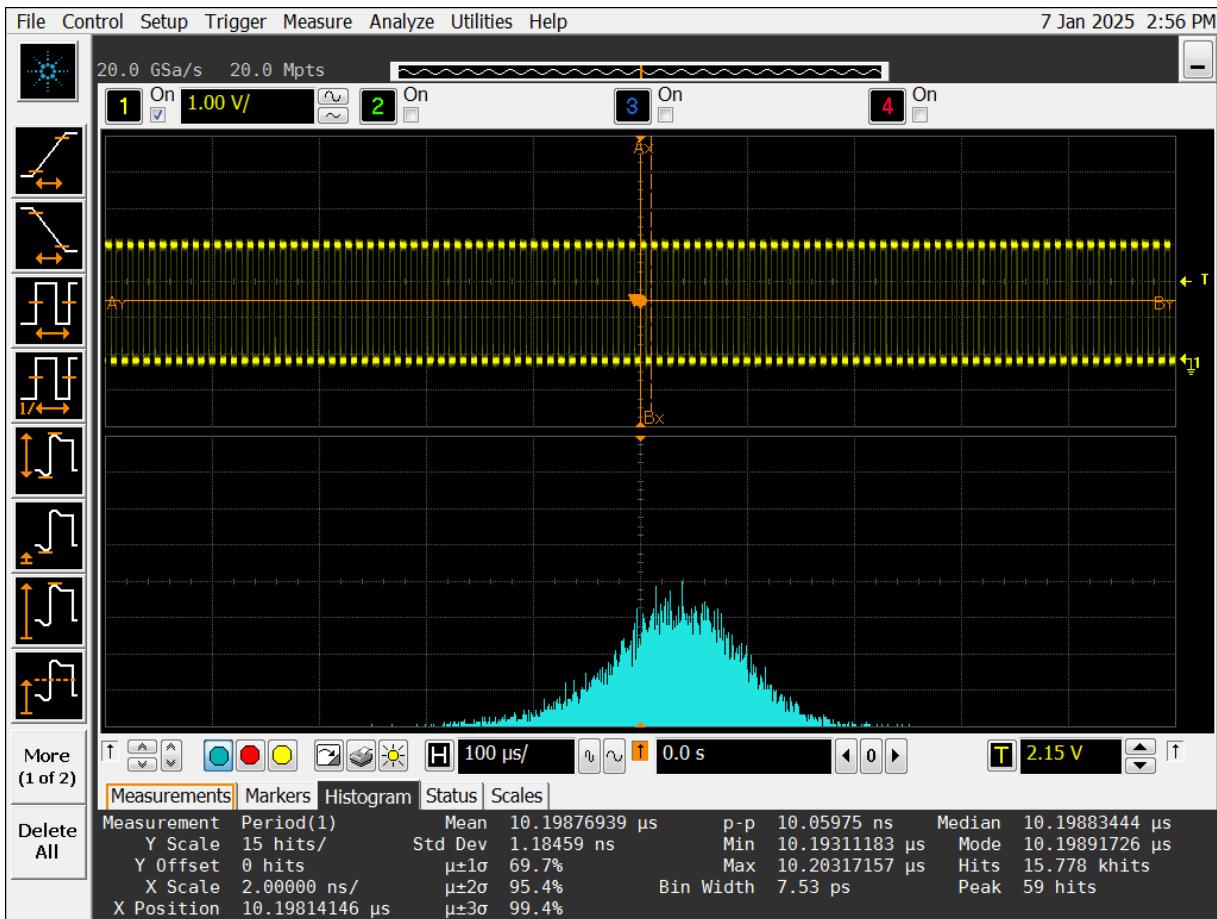 File Control Setup Trigger Measure Analyze Utilities Help 7 Jan 2025 2:56 PM
20.0 GSa/s 20.0 Mpts
1 On 1.00 V/ 2 On 3 On 4 On
Ax
T
AY BY
1
Bx
1/
More
(1 of 2)
Delete
All
H 100 µs/ 0.0 s 0 T 2.15 V
Measurements Markers Histogram Status Scales
Measurement Period(1) Mean 10.19876939 µs p-p 10.05975 ns Median 10.19883444 µs
Y Scale 15 hits/ Std Dev 1.18459 ns Min 10.19311183 µs Mode 10.19891726 µs
Y Offset 0 hits µ±1σ 69.7% Max 10.20317157 µs Hits 15.778 khits
X Scale 2.00000 ns/ µ±2σ 95.4% Bin Width 7.53 ps Peak 59 hits
X Position 10.19814146 µs µ±3σ 99.4%